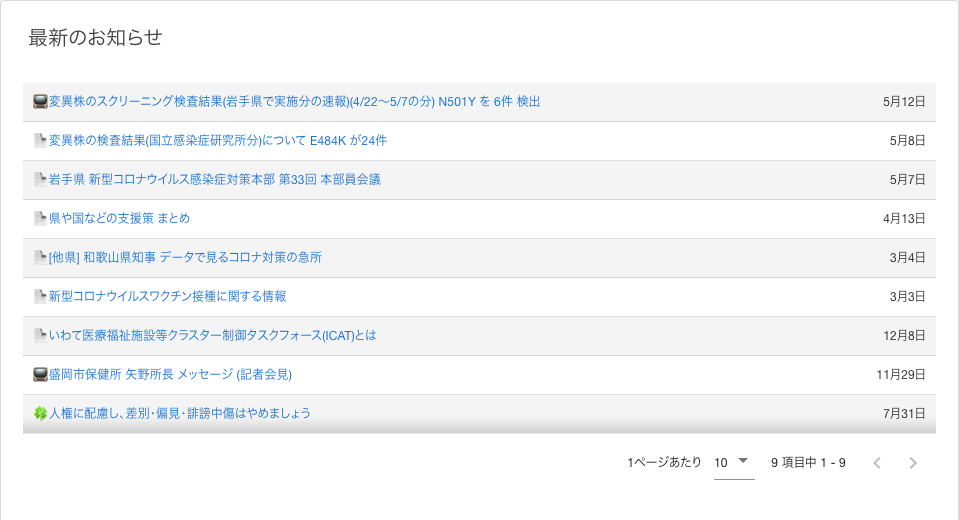 最新のお知らせ
変異株のスクリーニング検査結果(岩手県で実施分の速報)(4/22〜5/7の分) N501Y を 6件 検出 5月12日
変異株の検査結果(国立感染症研究所分)について E484K が24件 5月8日
岩手県 新型コロナウイルス感染症対策本部 第33回 本部員会議 5月7日
県や国などの支援策 まとめ 4月13日
[他県] 和歌山県知事 データで見るコロナ対策の急所 3月4日
新型コロナウイルスワクチン接種に関する情報 3月3日
いわて医療福祉施設等クラスター制御タスクフォース(ICAT)とは 12月8日
盛岡市保健所 矢野所長 メッセージ (記者会見) 11月29日
人権に配慮し、差別・偏見・誹謗中傷はやめましょう 7月31日
1ページあたり 10 9 項目中 1 - 9